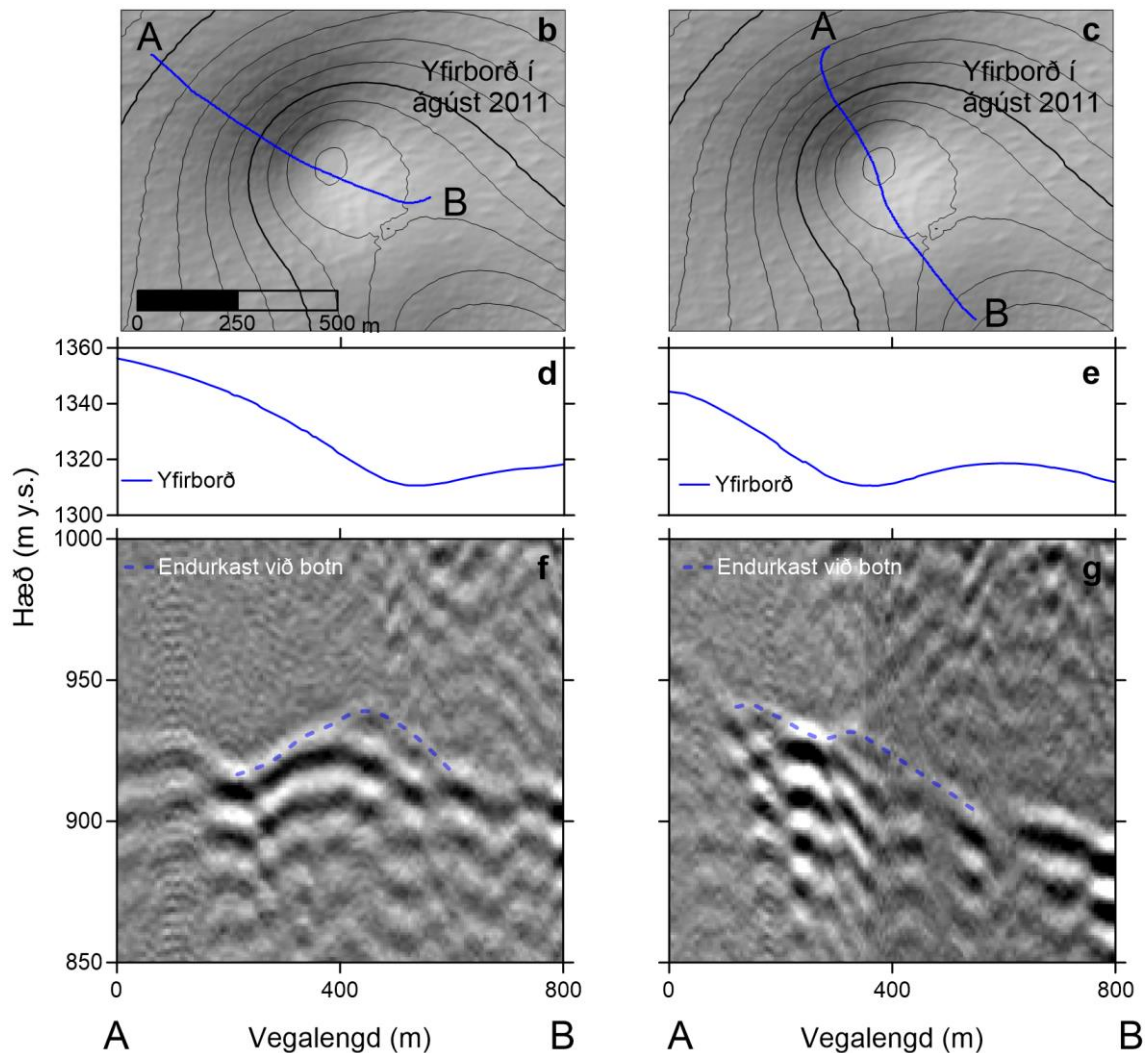 A
b
Yfirborð í
ágúst 2011
B
0 250 500 m
A
c
Yfirborð í
ágúst 2011
B
Hæð (m y.s.)
1360
1340
1320
1300
d
Yfirborð
e
Yfirborð
1000
950
900
850
Endurkast við botn
f
Endurkast við botn
g
0 400 800
0 400 800
A Vegalengd (m) B
A Vegalengd (m) B